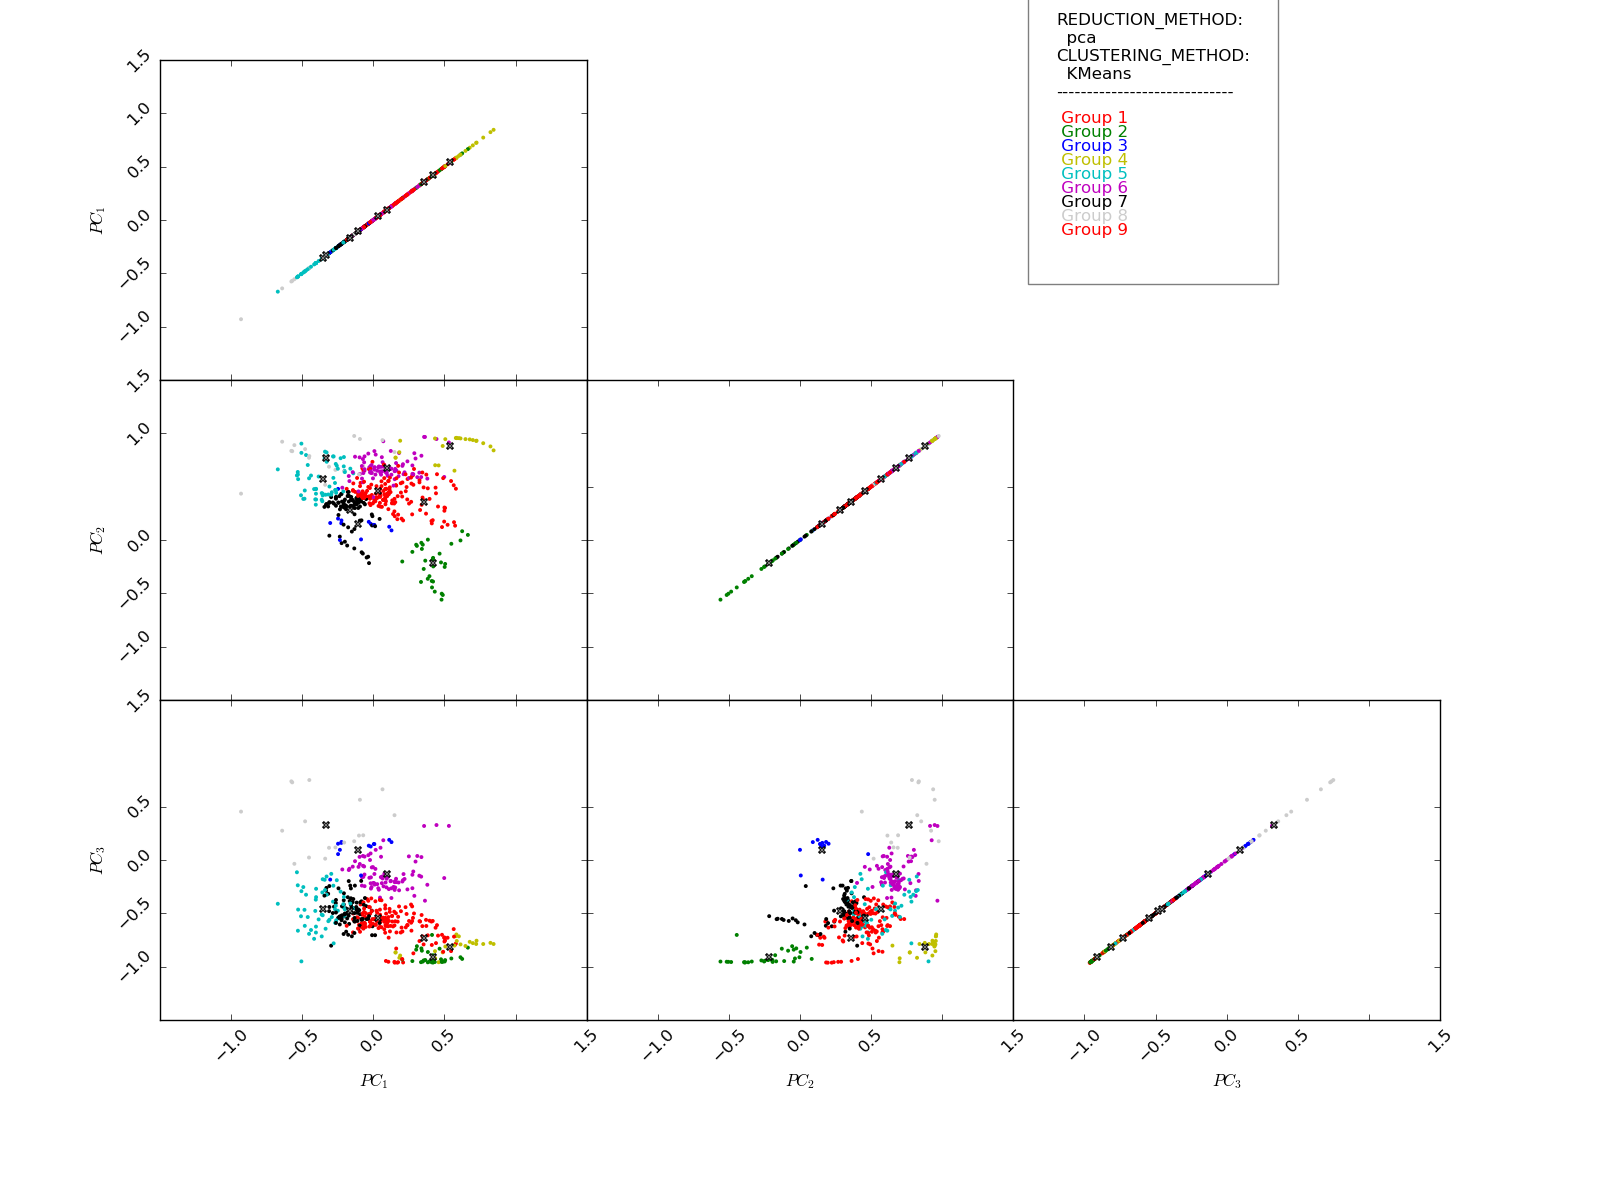 REDUCTION_METHOD:
pca
CLUSTERING_METHOD:
KMeans
------------------------------
Group 1
Group 2
Group 3
Group 4
Group 5
Group 6
Group 7
Group 8
Group 9
1.5
1.0
0.5
0.0
−0.5
−1.0
PC1
1.5
1.0
0.0
−0.5
−1.0
PC2
1.5
0.5
0.0
−0.5
−1.0
PC3
−1.0 −0.5 0.0 0.5 1.5 −1.0 −0.5 0.0 0.5 1.5 −1.0 −0.5 0.0 0.5 1.5
PC1 PC2 PC3